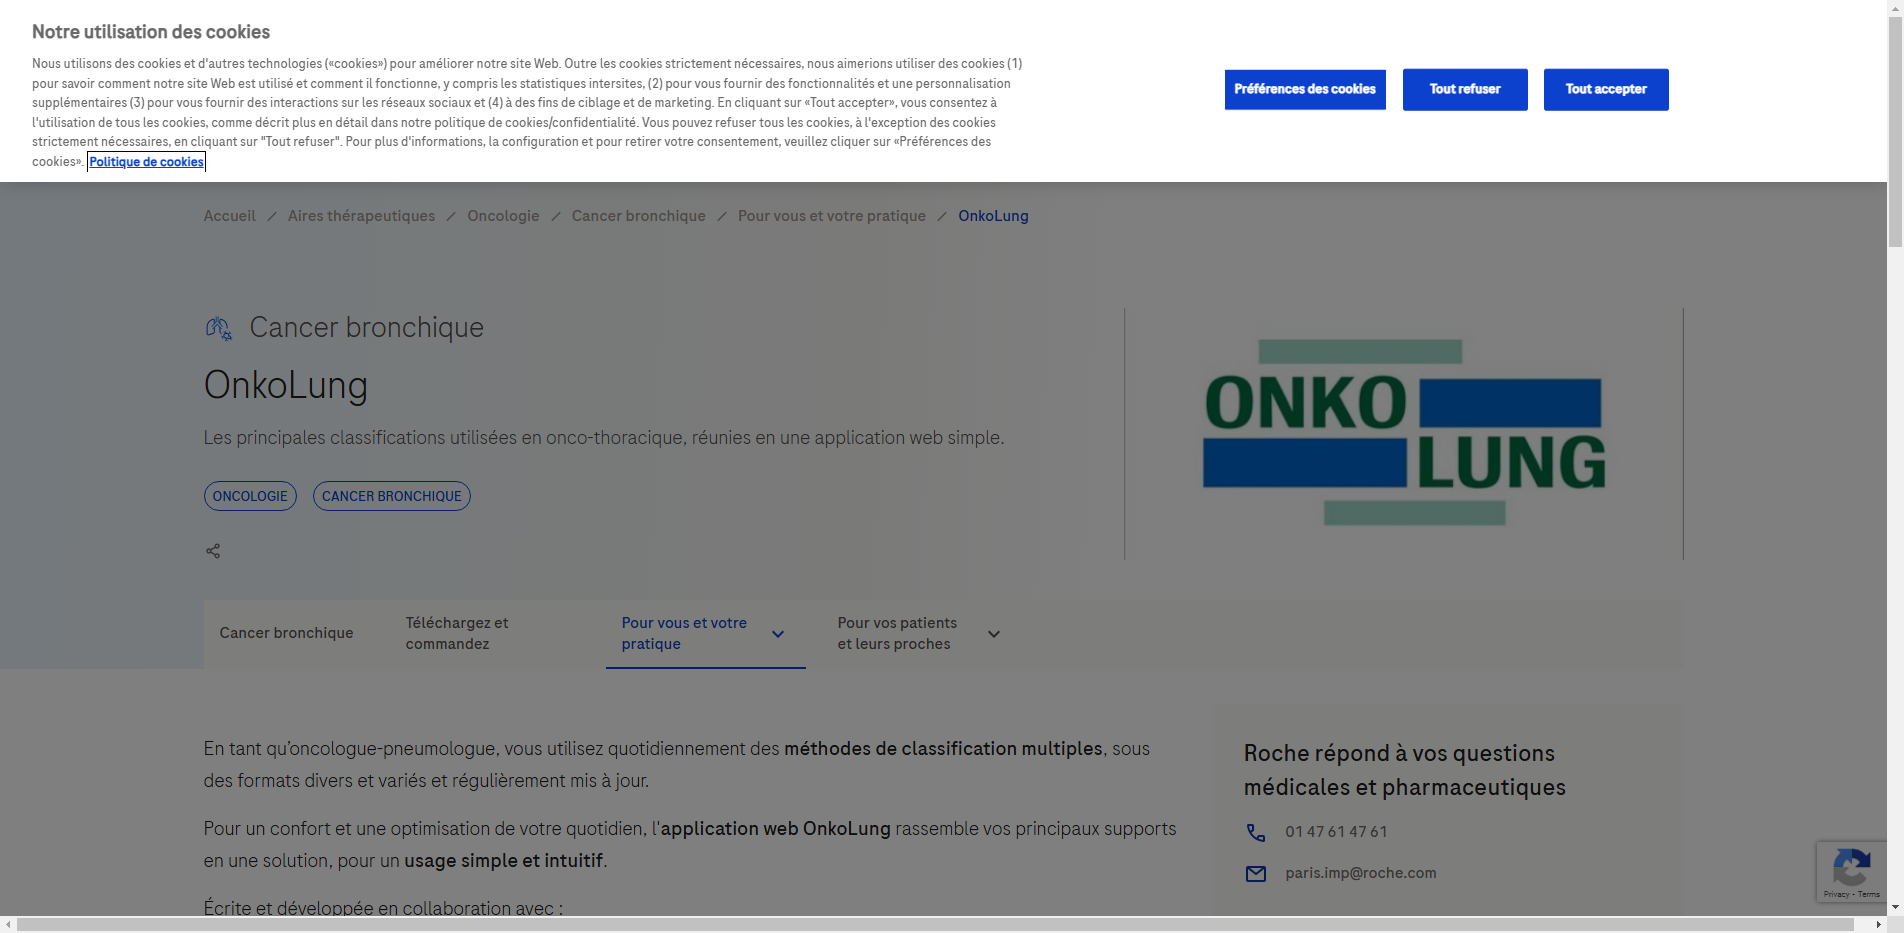 Notre utilisation des cookies
Nous utilisons des cookies et d'autres technologies («cookies») pour améliorer notre site Web. Outre les cookies strictement nécessaires, nous aimerions utiliser des cookies (1)
pour savoir comment notre site Web est utilisé et comment il fonctionne, y compris les statistiques intersites, (2) pour vous fournir des fonctionnalités et une personnalisation
supplémentaires (3) pour vous fournir des interactions sur les réseaux sociaux et (4) à des fins de ciblage et de marketing. En cliquant sur «Tout accepter», vous consentez à
l'utilisation de tous les cookies, comme décrit plus en détail dans notre politique de cookies/confidentialité. Vous pouvez refuser tous les cookies, à l'exception des cookies
strictement nécessaires, en cliquant sur "Tout refuser". Pour plus d'informations, la configuration et pour retirer votre consentement, veuillez cliquer sur «Préférences des
cookies». Politique de cookies
Préférences des cookies
Tout refuser
Tout accepter
Accueil / Aires thérapeutiques / Oncologie / Cancer bronchique / Pour vous et votre pratique / OnkoLung
Cancer bronchique
OnkoLung
Les principales classifications utilisées en onco-thoracique, réunies en une application web simple.
ONCOLOGIE
CANCER BRONCHIQUE
ONKO
LUNG
Cancer bronchique
Téléchargez et
commandez
Pour vous et votre
pratique
Pour vos patients
et leurs proches
En tant qu’oncologue-pneumologue, vous utilisez quotidiennement des méthodes de classification multiples, sous
des formats divers et variés et régulièrement mis à jour.
Pour un confort et une optimisation de votre quotidien, l'application web OnkoLung rassemble vos principaux supports
en une solution, pour un usage simple et intuitif.
Écrite et développée en collaboration avec :
Roche répond à vos questions
médicales et pharmaceutiques
01 47 61 47 61
paris.imp@roche.com
Privacy - Terms